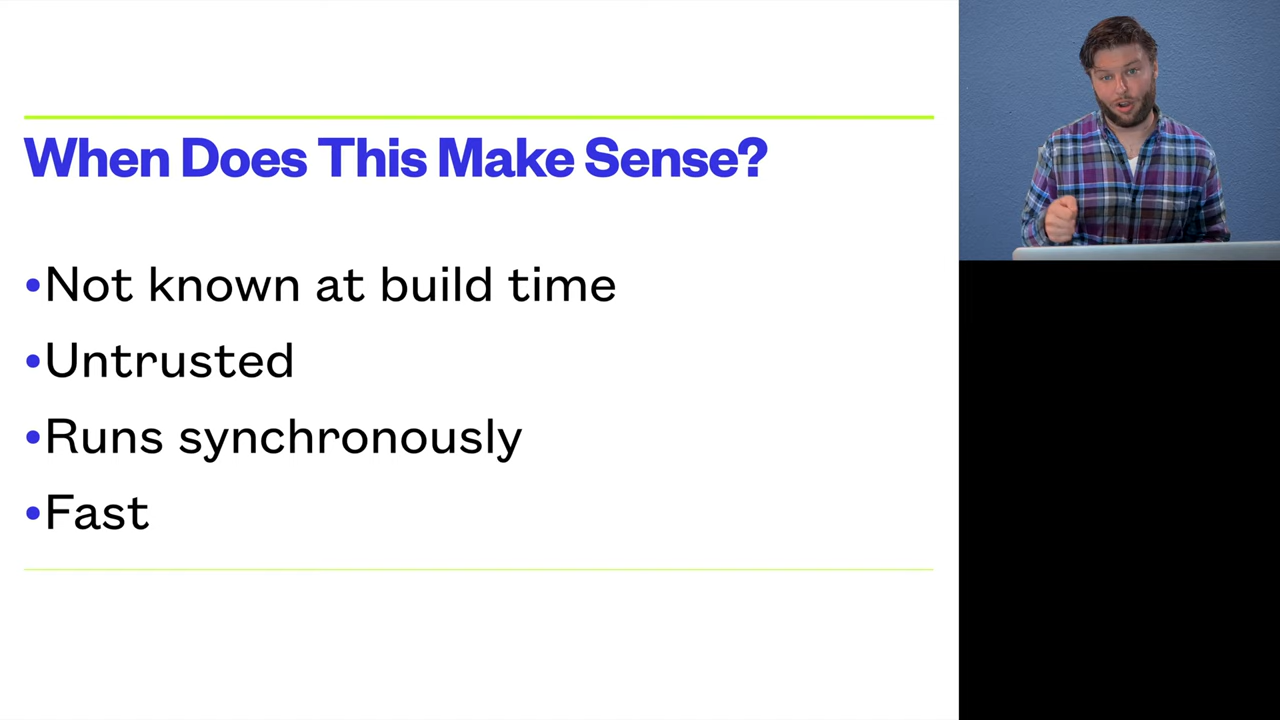 When Does This Make Sense?
•Not known at build time
•Untrusted
•Runs synchronously
•Fast